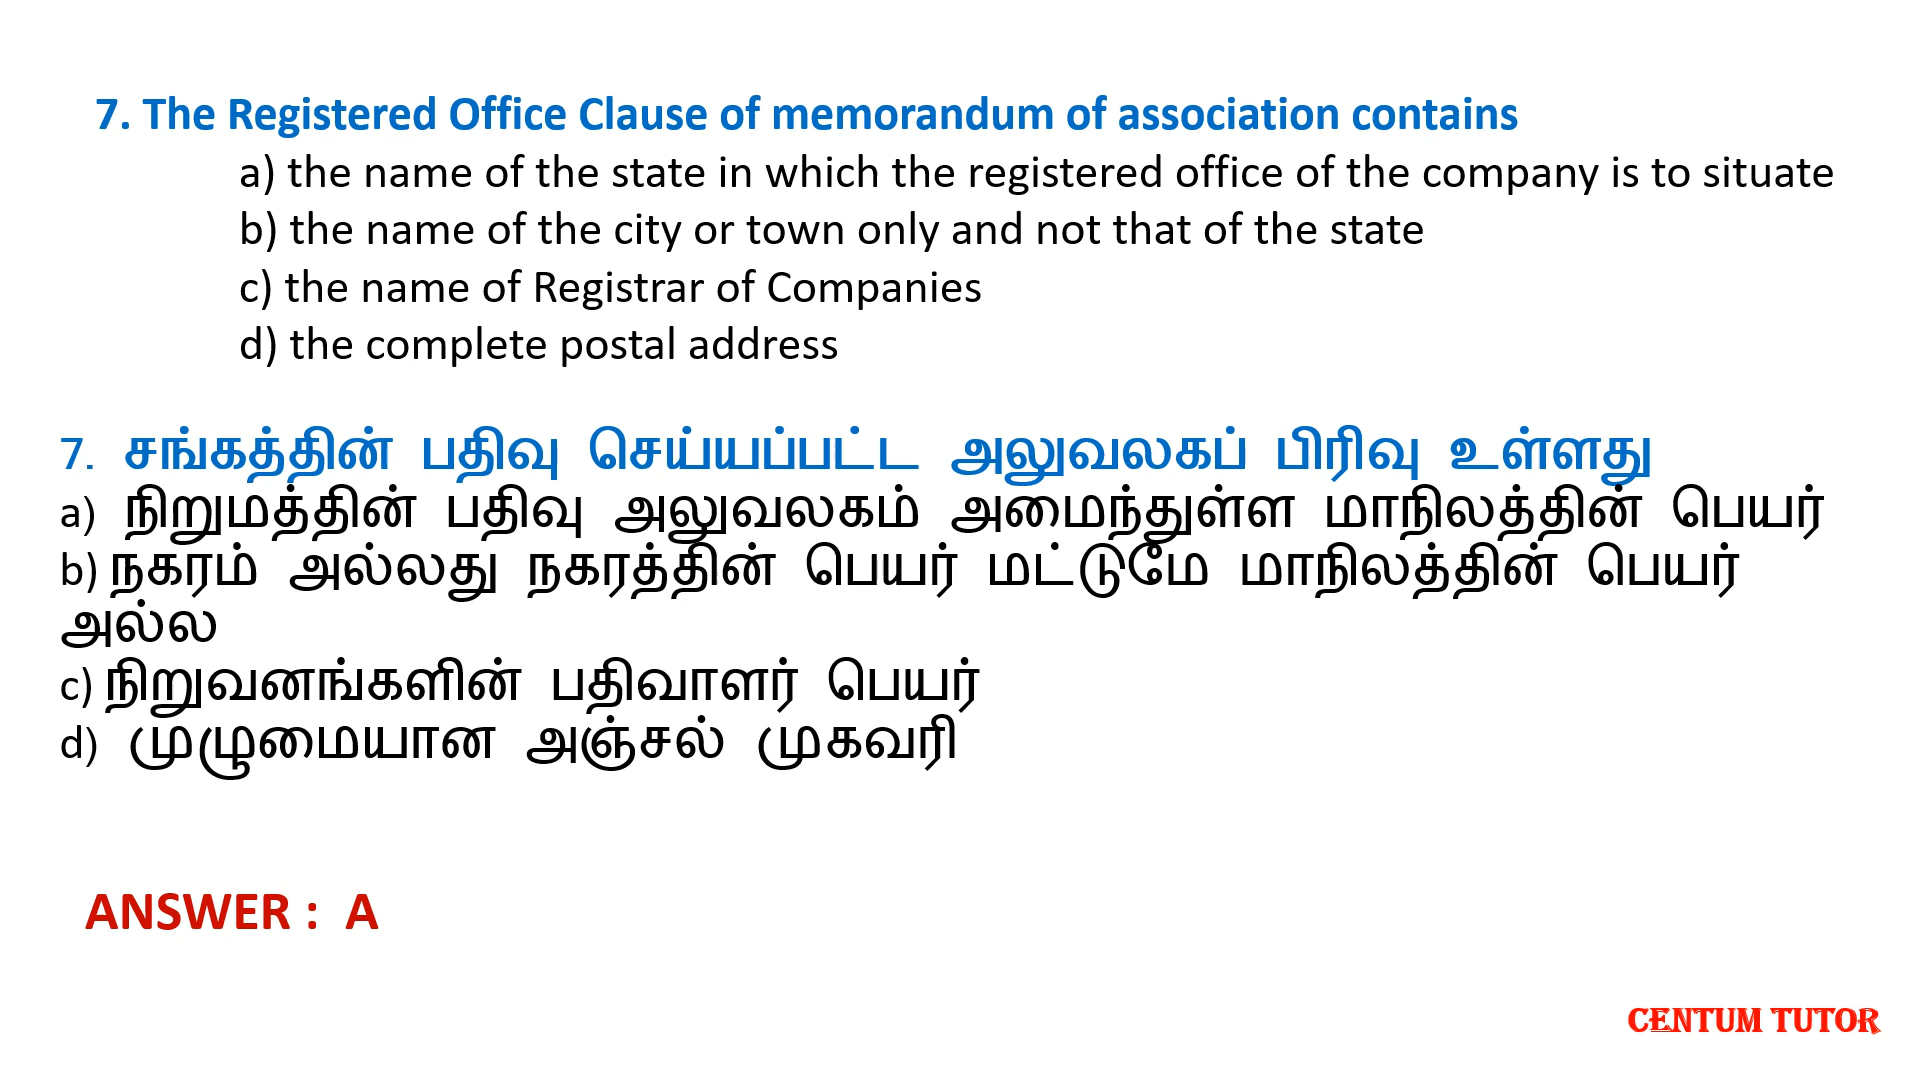 7. The Registered Office Clause of memorandum of association contains
a) the name of the state in which the registered office of the company is to situate
b) the name of the city or town only and not that of the state
c) the name of Registrar of Companies
d) the complete postal address
7. சங்கத்தின் பதிவு செய்யப்பட்ட அலுவலகப் பிரிவு உள்ளது
a) நிறுமத்தின் பதிவு அலுவலகம் அமைந்துள்ள மாநிலத்தின் பெயர்
b) நகரம் அல்லது நகரத்தின் பெயர் மட்டுமே மாநிலத்தின் பெயர்
அல்ல
c) நிறுவனங்களின் பதிவாளர் பெயர்
d) முழுமையான அஞ்சல் முகவரி
ANSWER : A
CENTUM TUTOR